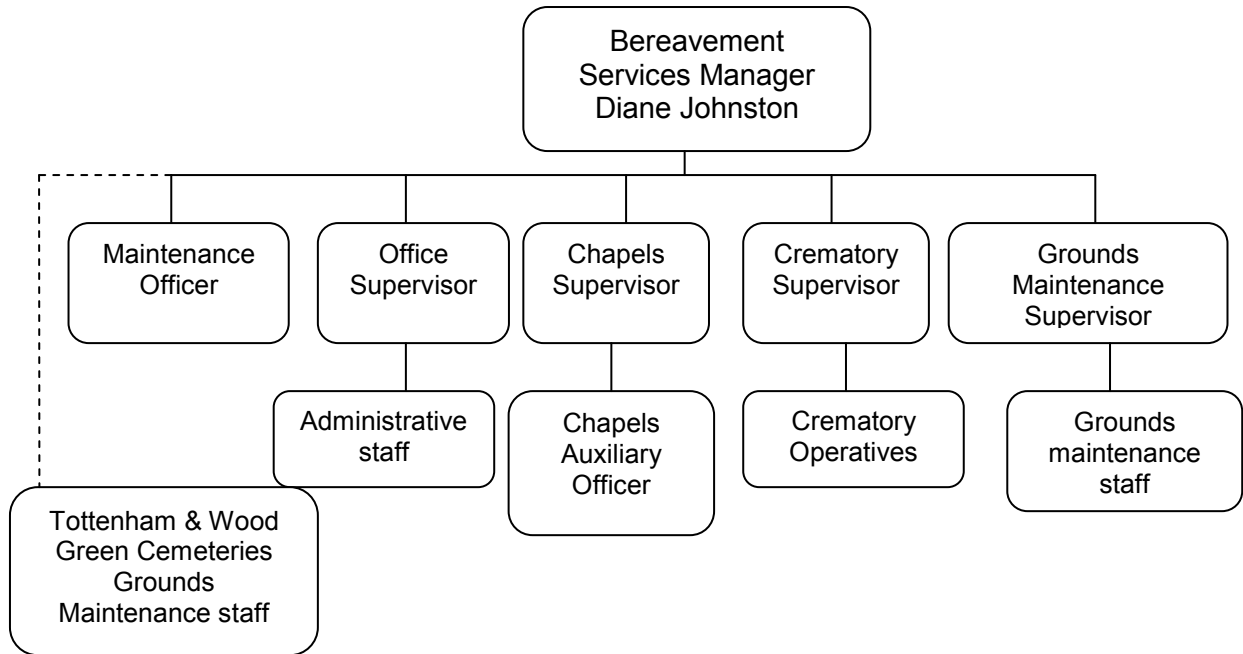 Bereavement
Services Manager
Diane Johnston
Maintenance
Officer
Office
Supervisor
Chapels
Supervisor
Crematory
Supervisor
Grounds
Maintenance
Supervisor
Administrative
staff
Chapels
Auxiliary
Officer
Crematory
Operatives
Grounds
maintenance
staff
Tottenham & Wood
Green Cemeteries
Grounds
Maintenance staff